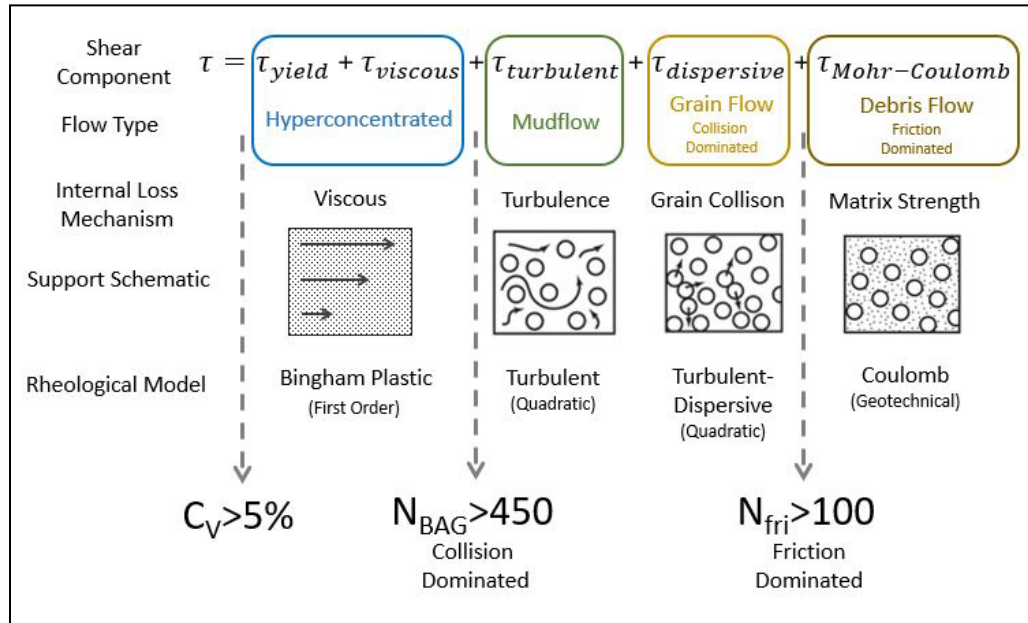 Shear
Component
τ = τyield + τviscous + τturbulent + τdispersive + τMohr−Coulomb
Flow Type
Hyperconcentrated
Mudflow
Grain Flow
Collision
Dominated
Debris Flow
Friction
Dominated
Internal Loss
Mechanism
Viscous
Turbulence
Grain Collison
Matrix Strength
Support Schematic
Rheological Model
Bingham Plastic
(First Order)
Turbulent
(Quadratic)
Turbulent-
Dispersive
(Quadratic)
Coulomb
(Geotechnical)
CV>5%
NBAG>450
Collision
Dominated
Nfri>100
Friction
Dominated